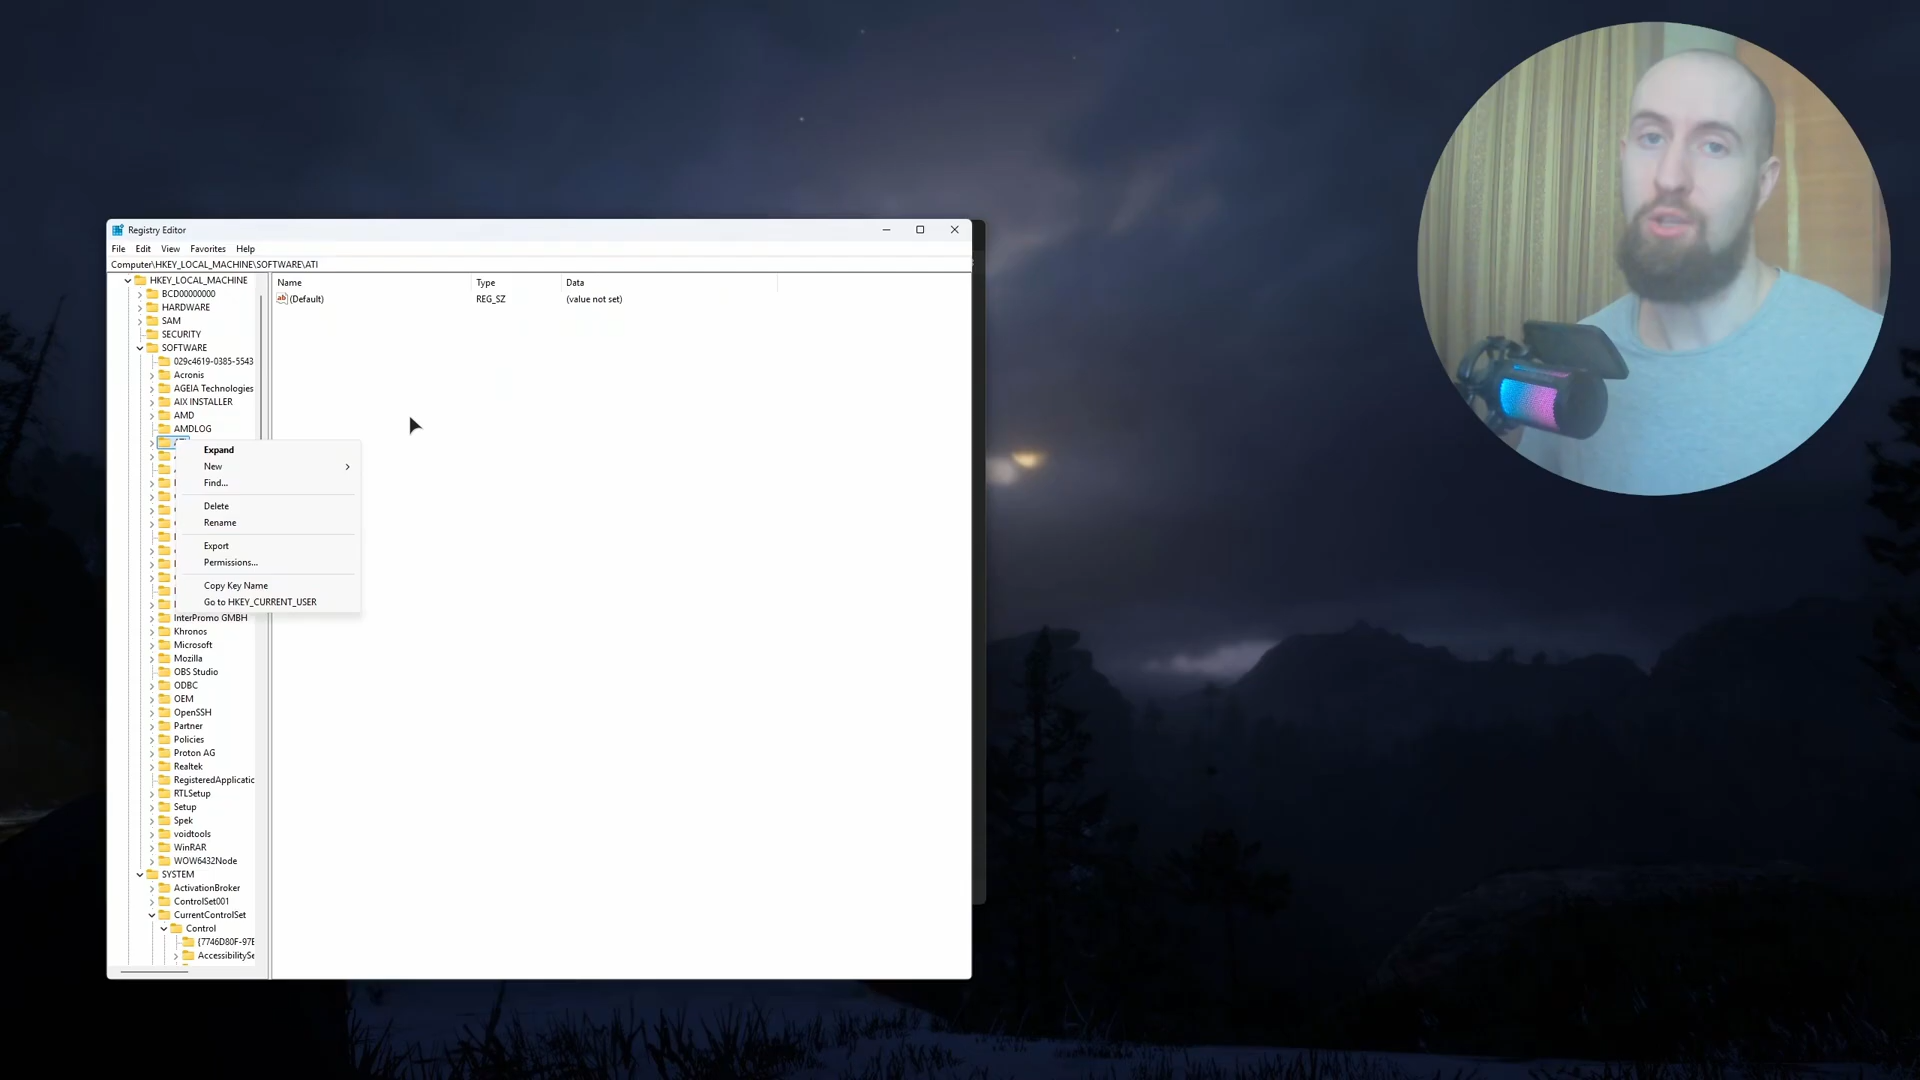 Registry Editor
File Edit View Favorites Help
Computer\HKEY_LOCAL_MACHINE\SOFTWARE\ATI
Name Type Data
(Default) REG_SZ (value not set)
HKEY_LOCAL_MACHINE
BCD00000000
HARDWARE
SAM
SECURITY
SOFTWARE
029c4619-0385-5543
Acronis
AGEIA Technologies
AIX INSTALLER
AMD
AMDLOG
Expand
New
Find...
Delete
Rename
Export
Permissions...
Copy Key Name
Go to HKEY_CURRENT_USER
InterPromo GMBH
Khronos
Microsoft
Mozilla
OBS Studio
ODBC
OEM
OpenSSH
Partner
Policies
Proton AG
Realtek
RegisteredApplicatio
RTLSetup
Setup
Spek
voidtools
WinRAR
WOW6432Node
SYSTEM
ActivationBroker
ControlSet001
CurrentControlSet
Control
{7746D80F-97E
AccessibilitySe